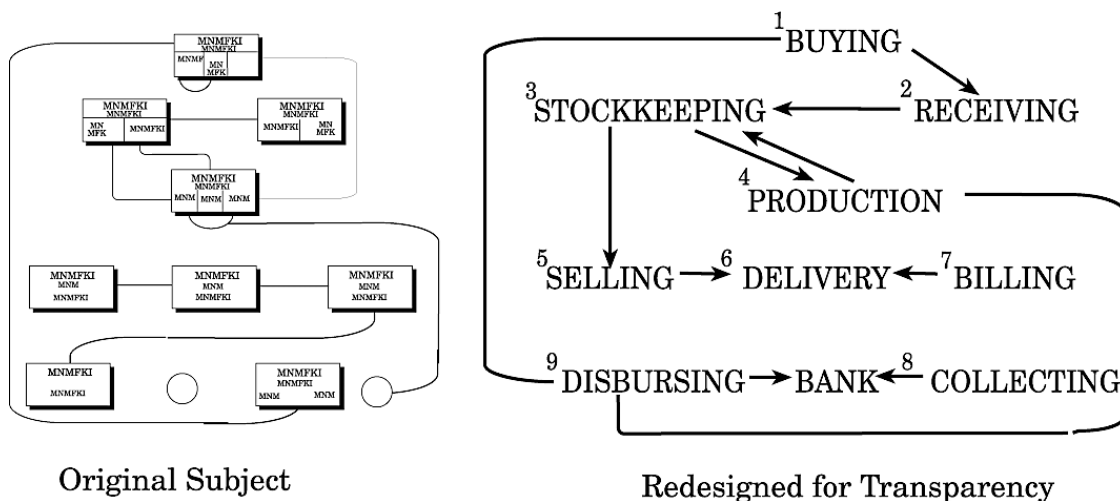 MNMFKI
MNMFKI
MNMF
MN
MFK
MNMFKI
MNMFKI
MN
MFK
MNMFKI
MNMFKI
MNMFKI
MNMFKI
MN
MFK
MNMFKI
MNMFKI
MNM MNM MNM
MNMFKI
MNM
MNMFKI
MNMFKI
MNM
MNMFKI
MNMFKI
MNM
MNMFKI
MNMFKI
MNMFKI
MNMFKI
MNMFKI
MNM MNM
Original Subject
1 BUYING
2 RECEIVING
3 STOCKKEEPING
4 PRODUCTION
5 SELLING
6 DELIVERY
7 BILLING
9 DISBURSING
BANK
8 COLLECTING
Redesigned for Transparency